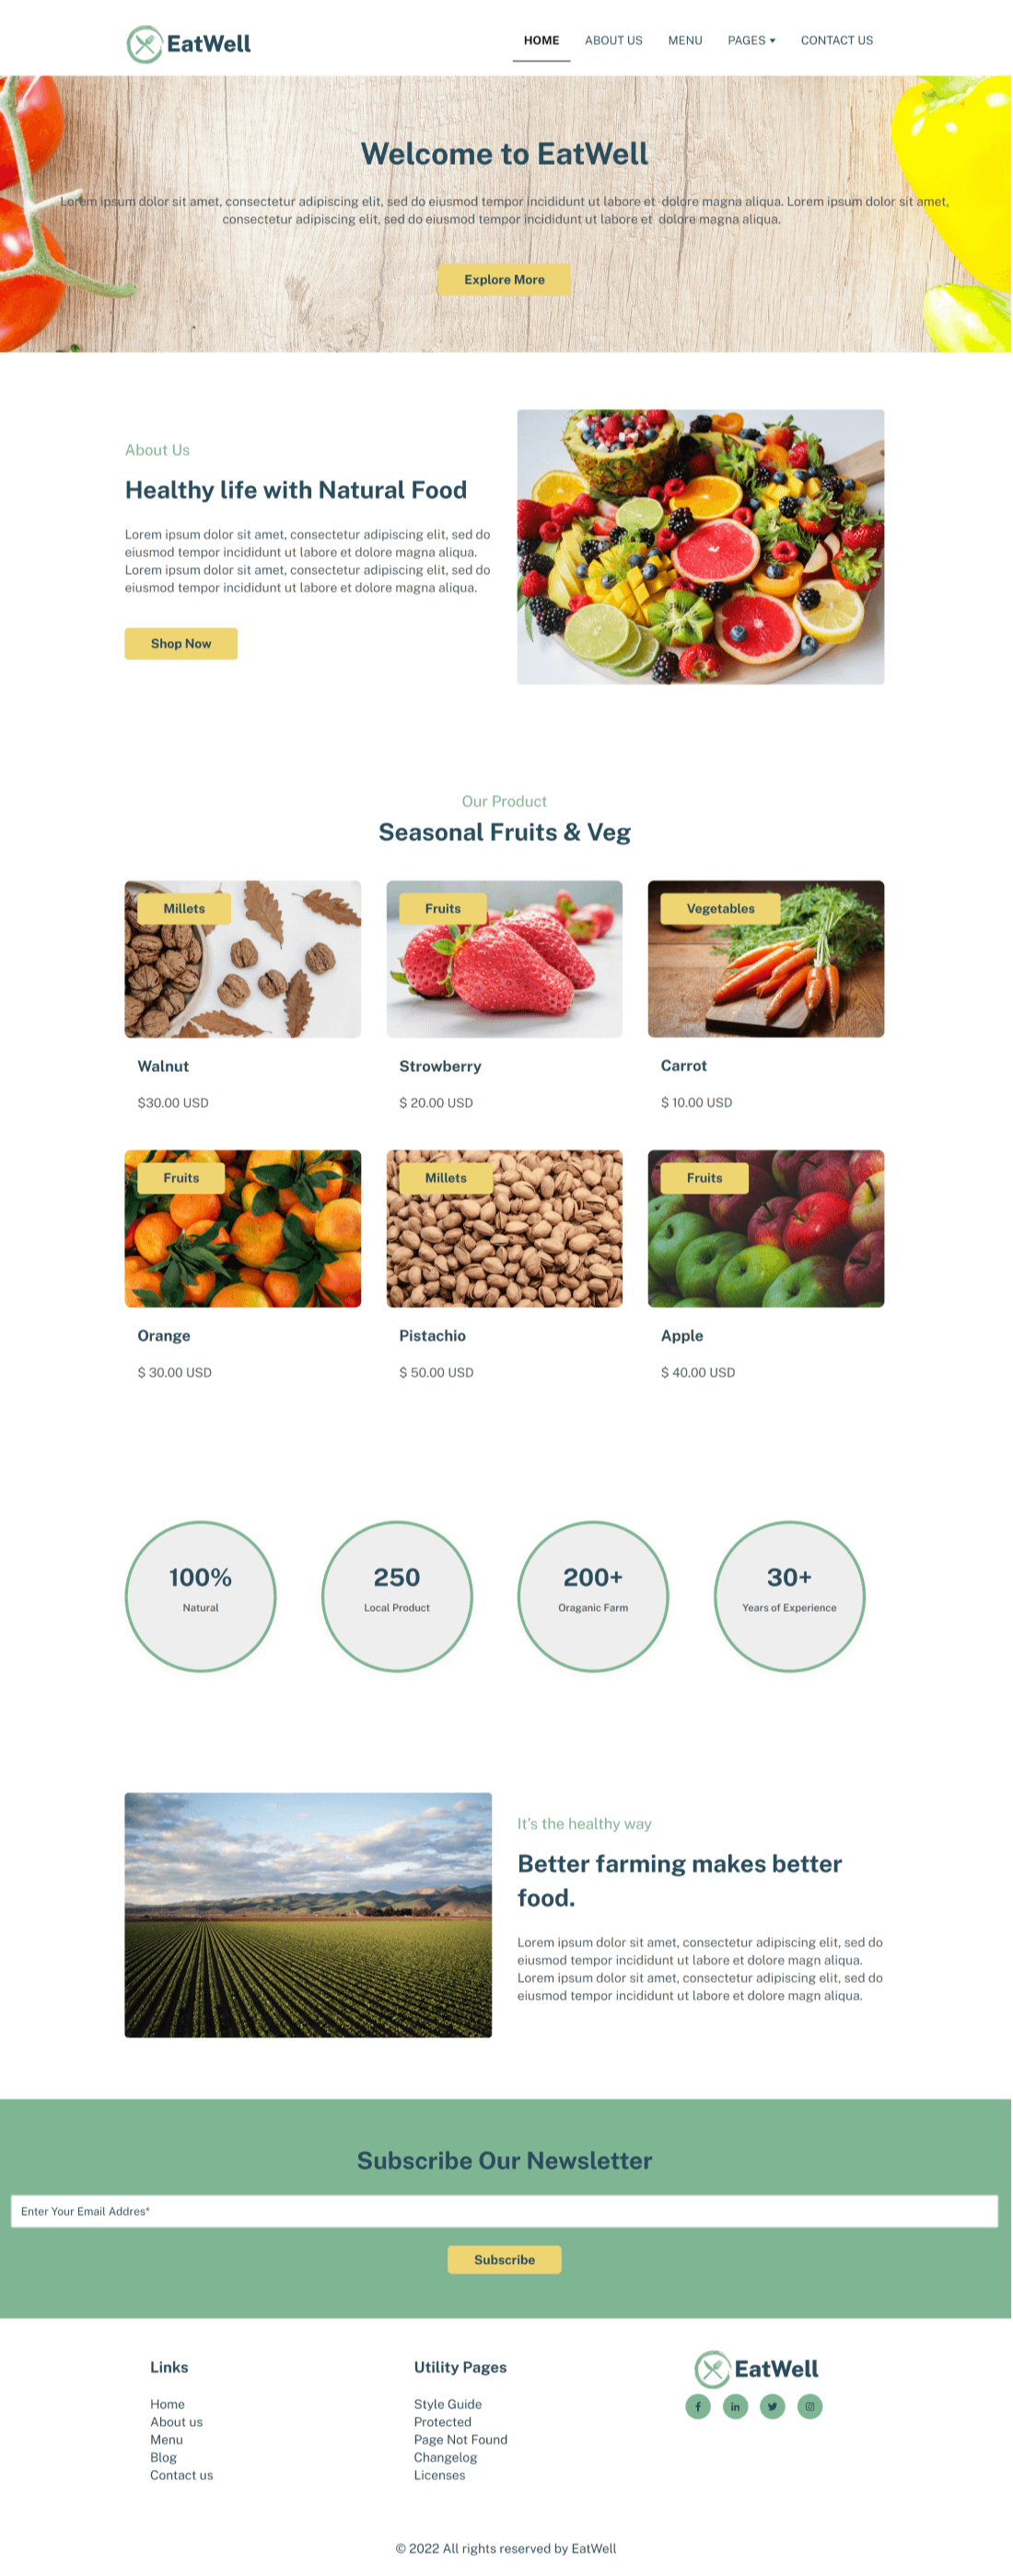 EatWell
HOME ABOUT US MENU PAGES CONTACT US
Welcome to EatWell
Lorem ipsum dolor sit amet, consectetur adipiscing elit, sed do eiusmod tempor incididunt ut labore et dolore magna aliqua. Lorem ipsum dolor sit amet,
consectetur adipiscing elit, sed do eiusmod tempor incididunt ut labore et dolore magna aliqua.
Explore More
About Us
Healthy life with Natural Food
Lorem ipsum dolor sit amet, consectetur adipiscing elit, sed do
eiusmod tempor incididunt ut labore et dolore magna aliqua.
Lorem ipsum dolor sit amet, consectetur adipiscing elit, sed do
eiusmod tempor incididunt ut labore et dolore magna aliqua.
Shop Now
Our Product
Seasonal Fruits & Veg
Millets
Walnut
$30.00 USD
Fruits
Strowberry
$ 20.00 USD
Vegetables
Carrot
$ 10.00 USD
Fruits
Orange
$ 30.00 USD
Millets
Pistachio
$ 50.00 USD
Fruits
Apple
$ 40.00 USD
100%
Natural
250
Local Product
200+
Oraganic Farm
30+
Years of Experience
It's the healthy way
Better farming makes better
food.
Lorem ipsum dolor sit amet, consectetur adipiscing elit, sed do
eiusmod tempor incididunt ut labore et dolore magn aliqua.
Lorem ipsum dolor sit amet, consectetur adipiscing elit, sed do
eiusmod tempor incididunt ut labore et dolore magn aliqua.
Subscribe Our Newsletter
Enter Your Email Addres*
Subscribe
Links
Home
About us
Menu
Blog
Contact us
Utility Pages
Style Guide
Protected
Page Not Found
Changelog
Licenses
EatWell
© 2022 All rights reserved by EatWell